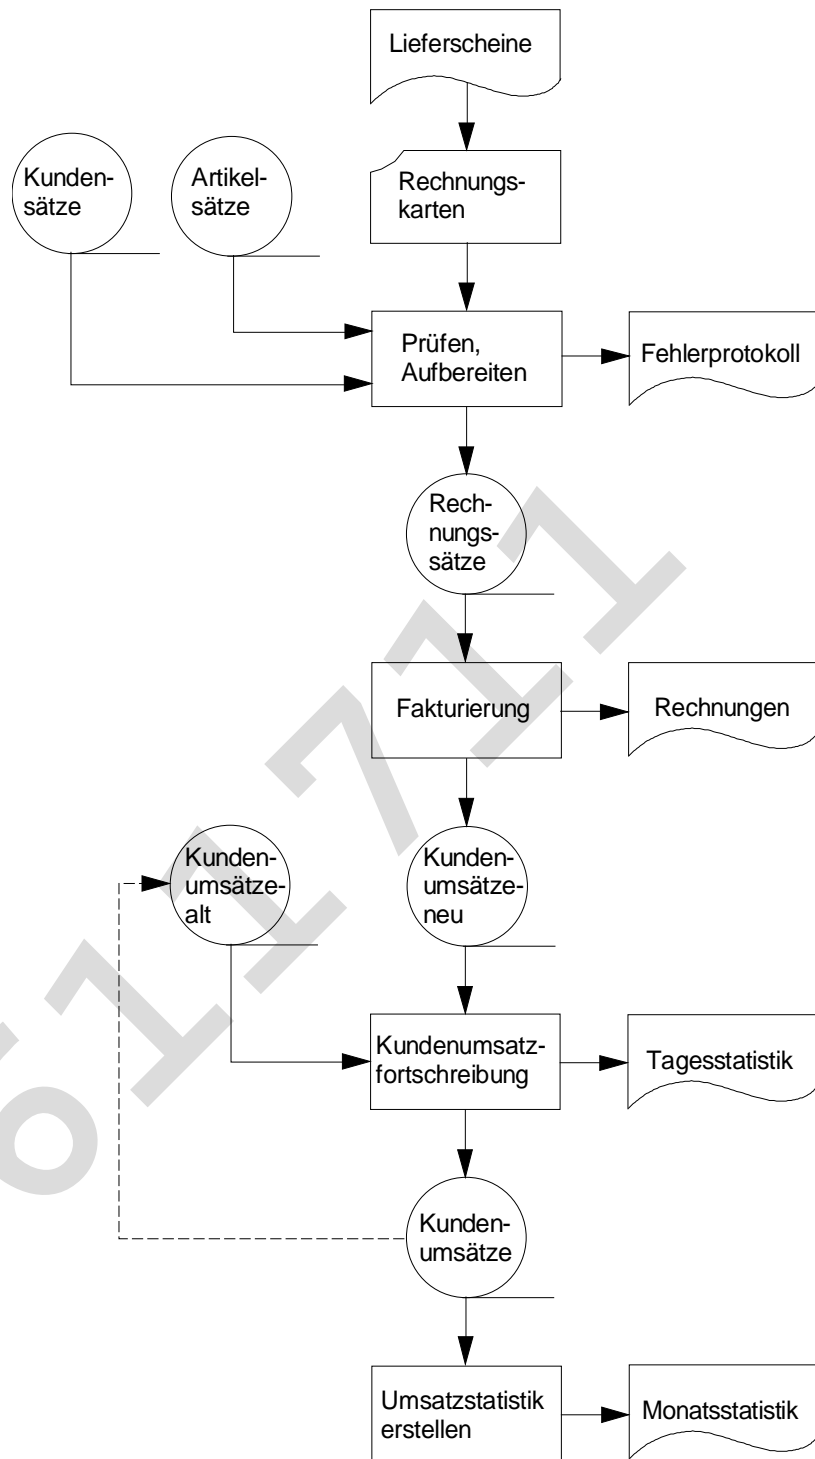 Lieferscheine
Kunden-
sätze
Artikel-
sätze
Rechnungs-
karten
Prüfen,
Aufbereiten
Fehlerprotokoll
Rech-
nungs-
sätze
Fakturierung
Rechnungen
Kunden-
umsätze-
alt
Kunden-
umsätze-
neu
Kundenumsatz-
fortschreibung
Tagesstatistik
Kunden-
umsätze
Umsatzstatistik
erstellen
Monatsstatistik
611711